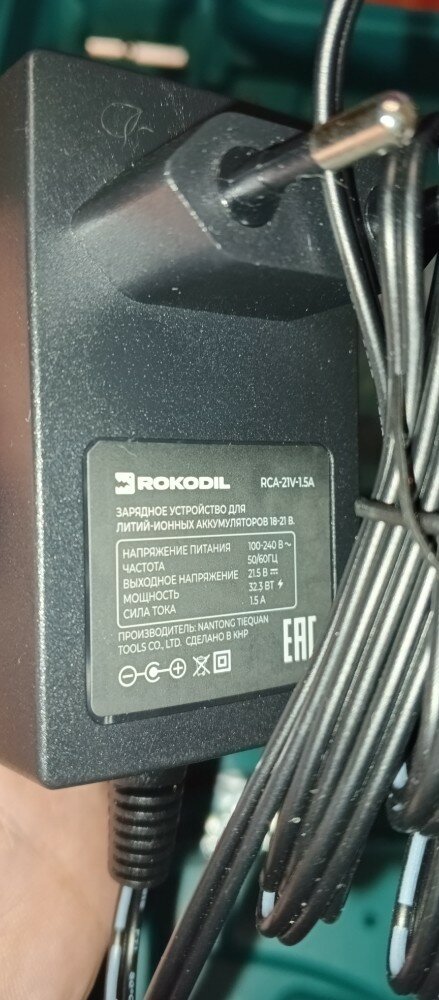 ROKODIL RCA-21V-1.5A
ЗАРЯДНОЕ УСТРОЙСТВО ДЛЯ
ЛИТИЙ-ИОННЫХ АККУМУЛЯТОРОВ 18-21 В.
НАПРЯЖЕНИЕ ПИТАНИЯ 100-240 В ~
ЧАСТОТА 50/60ГЦ
ВЫХОДНОЕ НАПРЯЖЕНИЕ 21.5 В ⎓
МОЩНОСТЬ 32.3 ВТ ⚡
СИЛА ТОКА 1.5 А
ПРОИЗВОДИТЕЛЬ: NANTONG TIEQUAN
TOOLS CO., LTD. СДЕЛАНО В КНР
EAC